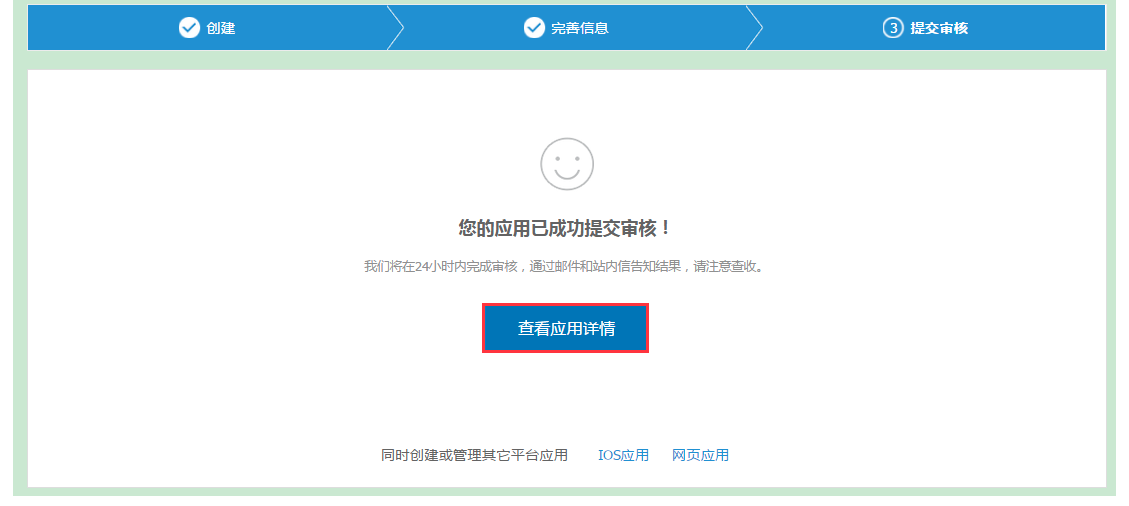 创建
完善信息
3 提交审核
您的应用已成功提交审核！
我们将在24小时内完成审核，通过邮件和站内信告知结果，请注意查收。
查看应用详情
同时创建或管理其它平台应用 IOS应用 网页应用